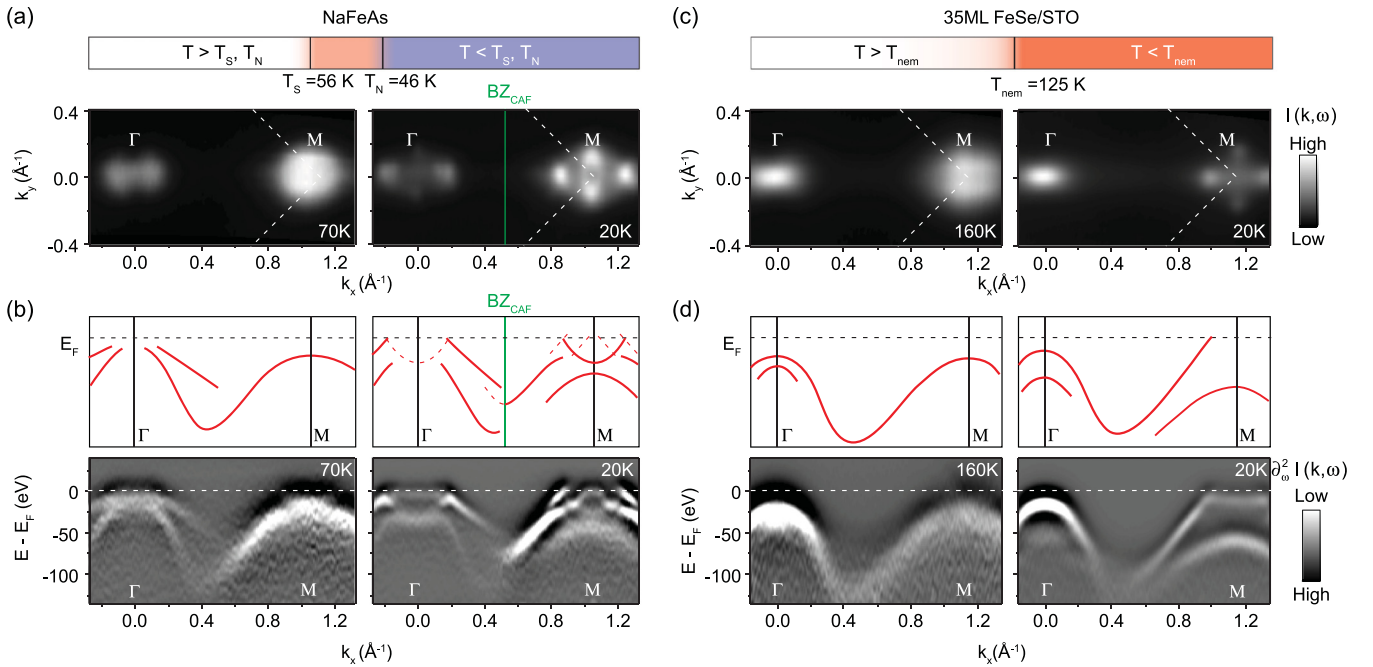 (a)
NaFeAs
T > T_S, T_N
T < T_S, T_N
T_S =56 K T_N =46 K
BZ_CAF
0.4
0.0
-0.4
k_y (Å⁻¹)
Γ
M
70K
Γ
M
20K
0.0 0.4 0.8 1.2
0.0 0.4 0.8 1.2
k_x (Å⁻¹)
(b)
BZ_CAF
E_F
Γ
M
Γ
M
70K
20K
0
-50
-100
E - E_F (eV)
Γ
M
Γ
M
0.0 0.4 0.8 1.2
0.0 0.4 0.8 1.2
k_x (Å⁻¹)
(c)
35ML FeSe/STO
T > T_nem
T < T_nem
T_nem =125 K
0.4
0.0
-0.4
k_y (Å⁻¹)
Γ
M
160K
Γ
M
20K
I (k,ω)
High
Low
0.0 0.4 0.8 1.2
0.0 0.4 0.8 1.2
k_x (Å⁻¹)
(d)
E_F
Γ
M
Γ
M
160K
20K
∂²_ω I (k,ω)
Low
High
0
-50
-100
E - E_F (eV)
Γ
M
Γ
M
0.0 0.4 0.8 1.2
0.0 0.4 0.8 1.2
k_x (Å⁻¹)